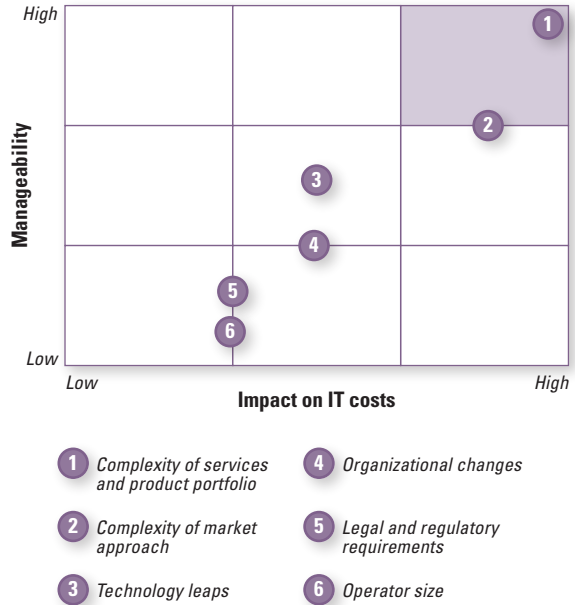 High
1
2
3
4
5
6
Manageability
Low
Low
High
Impact on IT costs
1 Complexity of services
and product portfolio
2 Complexity of market
approach
3 Technology leaps
4 Organizational changes
5 Legal and regulatory
requirements
6 Operator size